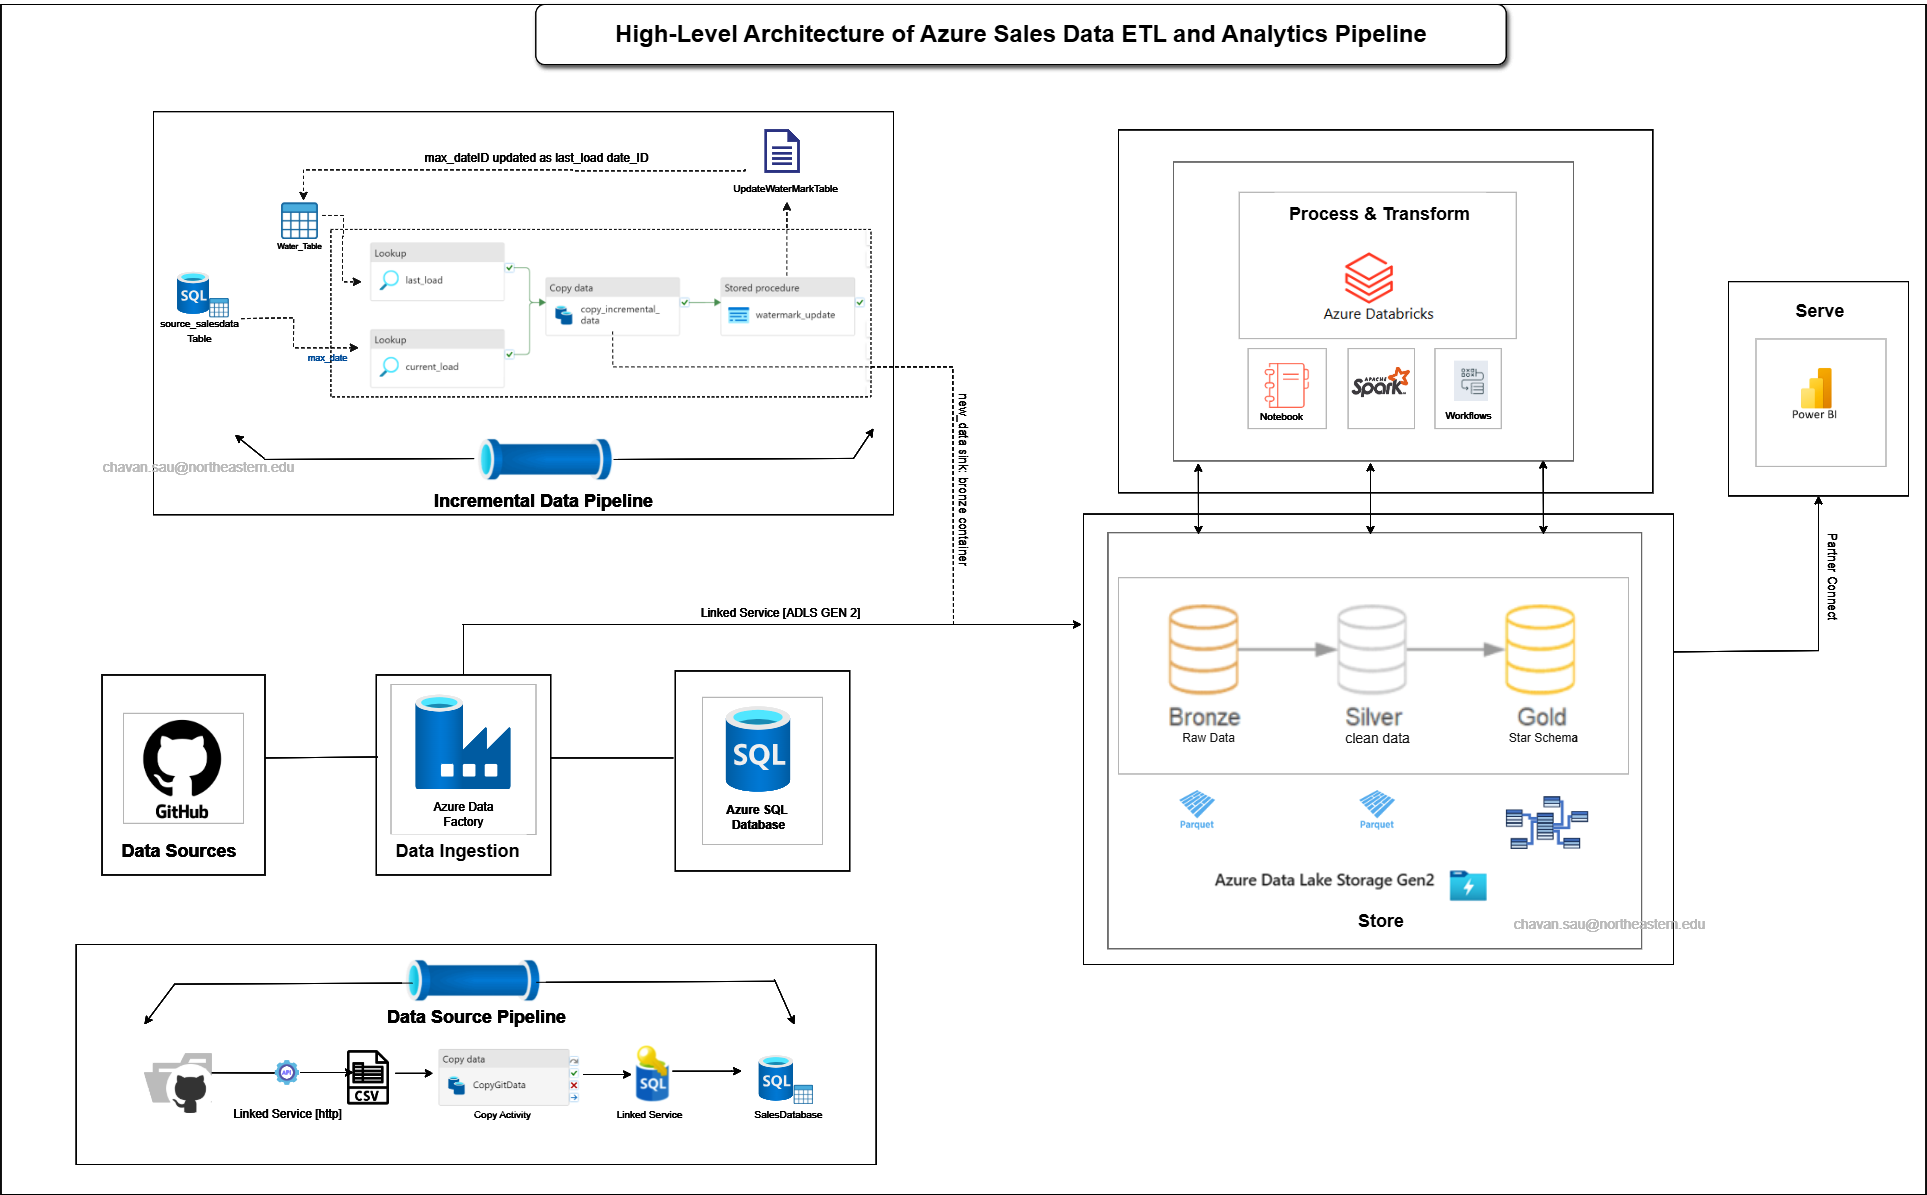 High-Level Architecture of Azure Sales Data ETL and Analytics Pipeline
max_dateID updated as last_load date_ID
UpdateWaterMarkTable
Water_Table
Lookup
last_load
SQL
source_salesdata
Table
max_date
Lookup
current_load
Copy data
copy_incremental_
data
Stored procedure
watermark_update
new_data sink: bronze container
chavan.sau@northeastern.edu
Incremental Data Pipeline
Process & Transform
Azure Databricks
Notebook
APACHE
Spark
Workflows
Serve
Power BI
Partner Connect
Linked Service [ADLS GEN 2]
GitHub
Data Sources
Azure Data
Factory
Data Ingestion
SQL
Azure SQL
Database
Bronze
Raw Data
Silver
clean data
Gold
Star Schema
Parquet
Parquet
Azure Data Lake Storage Gen2
Store
chavan.sau@northeastern.edu
Data Source Pipeline
API
Linked Service [http]
CSV
Copy data
CopyGitData
Copy Activity
SQL
Linked Service
SQL
SalesDatabase